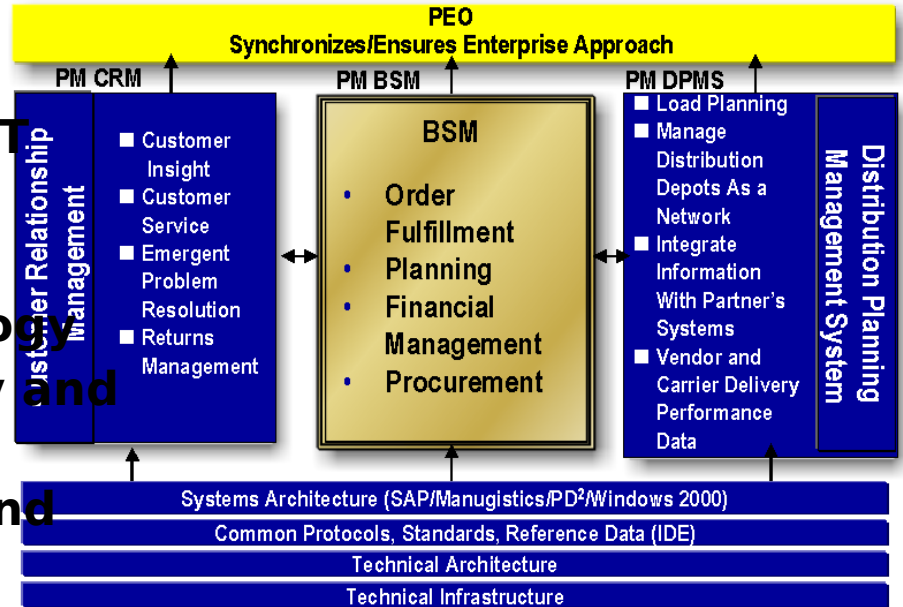 PEO
Synchronizes/Ensures Enterprise Approach
PM CRM
PM BSM
PM DPMS
T
ogy
y and
nd
Customer Relationship
Management
■ Customer
Insight
■ Customer
Service
■ Emergent
Problem
Resolution
■ Returns
Management
BSM
• Order
Fulfillment
• Planning
• Financial
Management
• Procurement
■ Load Planning
■ Manage
Distribution
Depots As a
Network
■ Integrate
Information
With Partner’s
Systems
■ Vendor and
Carrier Delivery
Performance
Data
Distribution Planning
Management System
Systems Architecture (SAP/Manugistics/PD²/Windows 2000)
Common Protocols, Standards, Reference Data (IDE)
Technical Architecture
Technical Infrastructure